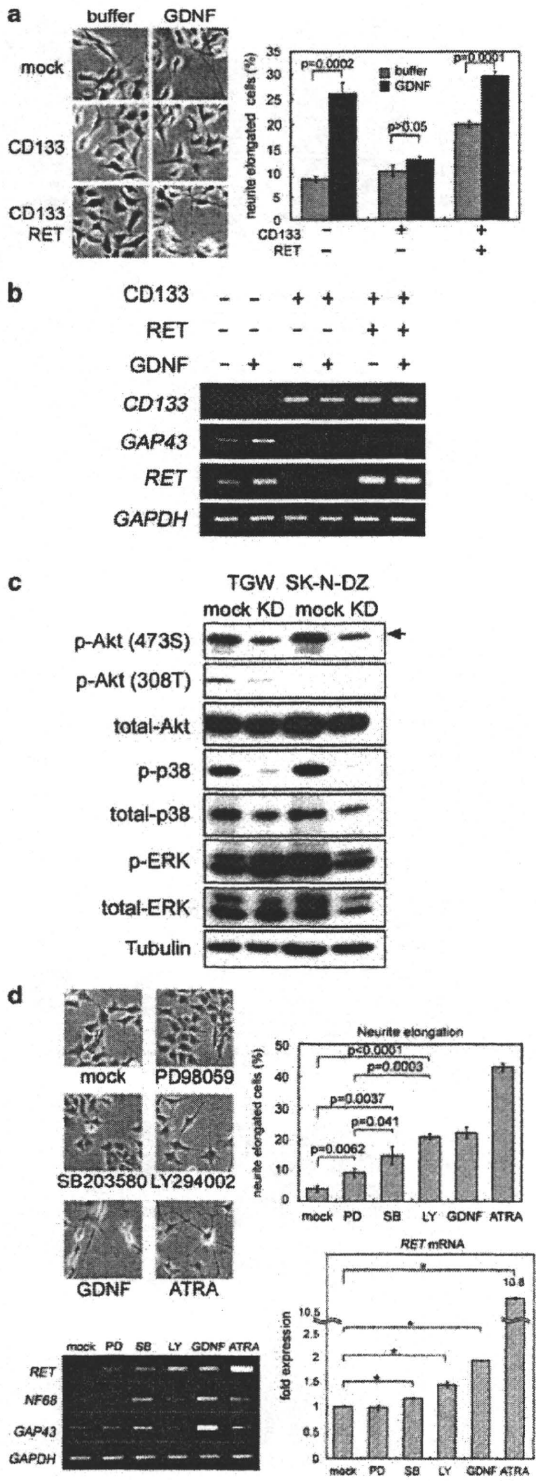 a
buffer GDNF
mock
CD133
CD133
RET
neurite elongated cells (%)
35
30
25
20
15
10
5
0
p=0.0002
p>0.05
p=0.0001
buffer
GDNF
CD133 - + +
RET - - +
b
CD133 - - + + + +
RET - - - - + +
GDNF - + - + - +
CD133
GAP43
RET
GAPDH
c
TGW SK-N-DZ
mock KD mock KD
p-Akt (473S)
p-Akt (308T)
total-Akt
p-p38
total-p38
p-ERK
total-ERK
Tubulin
d
mock PD98059
SB203580 LY294002
GDNF ATRA
Neurite elongation
neurite elongated cells (%)
50
40
30
20
10
0
p<0.0001
p=0.0003
p=0.0037
p=0.041
p=0.0062
mock PD SB LY GDNF ATRA
mock PD SB LY GDNF ATRA
RET
NF68
GAP43
GAPDH
RET mRNA
fold expression
10.5
2.5
2
1.5
1
0.5
0
10.8
*
*
*
*
mock PD SB LY GDNF ATRA